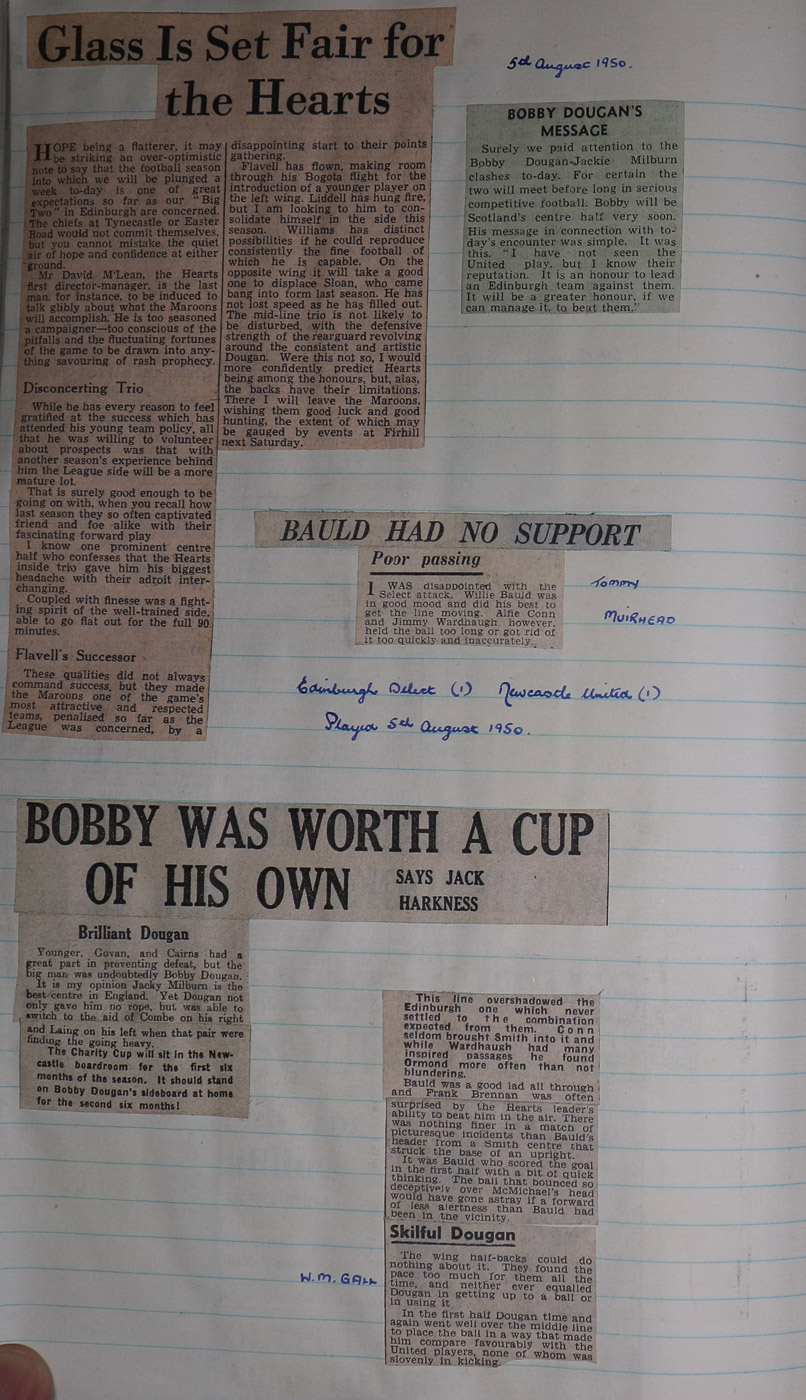 Glass Is Set Fair for
the Hearts
HOPE being a flatterer, it may
be striking an over-optimistic
note to say that the football season
into which we will be plunged a
week to-day is one of great
expectations so far as our "Big
Two" in Edinburgh are concerned.
The chiefs at Tynecastle or Easter
Road would not commit themselves,
but you cannot mistake the quiet
air of hope and confidence at either
ground.
Mr David M'Lean, the Hearts
first director-manager, is the last
man, for instance, to be induced to
talk glibly about what the Maroons
will accomplish. He is too seasoned
a campaigner—too conscious of the
pitfalls and the fluctuating fortunes
of the game to be drawn into any-
thing savouring of rash prophecy.
Disconcerting Trio
While he has every reason to feel
gratified at the success which has
attended his young team policy, all
that he was willing to volunteer
about prospects was that with
another season's experience behind
him the League side will be a more
mature lot.
That is surely good enough to be
going on with, when you recall how
last season they so often captivated
friend and foe alike with their
fascinating forward play
I know one prominent centre
half who confesses that the Hearts
inside trio gave him his biggest
headache with their adroit inter-
changing.
Coupled with finesse was a fight-
ing spirit of the well-trained side,
able to go flat out for the full 90
minutes.
Flavell's Successor
These qualities did not always
command success, but they made
the Maroons one of the game's
most attractive and respected
teams, penalised so far as the
League was concerned, by a
disappointing start to their points
gathering.
Flavell has flown, making room
through his Bogota flight for the
introduction of a younger player on
the left wing. Liddell has hung fire,
but I am looking to him to con-
solidate himself in the side this
season. Williams has distinct
possibilities if he could reproduce
consistently the fine football of
which he is capable. On the
opposite wing it will take a good
one to displace Sloan, who came
bang into form last season. He has
not lost speed as he has filled out.
The mid-line trio is not likely to
be disturbed, with the defensive
strength of the rearguard revolving
around the consistent and artistic
Dougan. Were this not so, I would
more confidently predict Hearts
being among the honours, but, alas,
the backs have their limitations.
There I will leave the Maroons,
wishing them good luck and good
hunting, the extent of which may
be gauged by events at Firhill
next Saturday.
5th August 1950.
BOBBY DOUGAN'S
MESSAGE
Surely we paid attention to the
Bobby Dougan-Jackie Milburn
clashes to-day. For certain the
two will meet before long in serious
competitive football. Bobby will be
Scotland's centre half very soon.
His message in connection with to-
day's encounter was simple. It was
this. "I have not seen the
United play, but I know their
reputation. It is an honour to lead
an Edinburgh team against them.
It will be a greater honour, if we
can manage it, to beat them."
BAULD HAD NO SUPPORT
Poor passing
I WAS disappointed with the
Select attack. Willie Bauld was
in good mood and did his best to
get the line moving. Alfie Conn
and Jimmy Wardhaugh, however,
held the ball too long or got rid of
it too quickly and inaccurately.
Tommy
MUIRHEAD
Edinburgh Select (1) Newcastle United (1)
Played 5th August 1950.
BOBBY WAS WORTH A CUP
OF HIS OWN SAYS JACK
HARKNESS
Brilliant Dougan
Younger, Govan, and Cairns had a
great part in preventing defeat, but the
big man was undoubtedly Bobby Dougan.
It is my opinion Jacky Milburn is the
best centre in England. Yet Dougan not
only gave him no rope, but was able to
switch to the aid of Combe on his right
and Laing on his left when that pair were
finding the going heavy.
The Charity Cup will sit in the New-
castle boardroom for the first six
months of the season. It should stand
on Bobby Dougan's sideboard at home
for the second six months!
This line overshadowed the
Edinburgh one which never
settled to the combination
expected from them. Conn
seldom brought Smith into it and
while Wardhaugh had many
inspired passages he found
Ormond more often than not
blundering.
Bauld was a good lad all through
and Frank Brennan was often
surprised by the Hearts leader's
ability to beat him in the air. There
was nothing finer in a match of
picturesque incidents than Bauld's
header from a Smith centre that
struck the base of an upright.
It was Bauld who scored the goal
in the first half with a bit of quick
thinking. The ball that bounced so
deceptively over McMichael's head
would have gone astray if a forward
of less alertness than Bauld had
been in the vicinity.
Skilful Dougan
W.M. GALL
The wing half-backs could do
nothing about it. They found the
pace too much for them all the
time, and neither ever equalled
Dougan in getting up to a ball or
in using it
In the first half Dougan time and
again went well over the middle line
to place the ball in a way that made
him compare favourably with the
United players, none of whom was
slovenly in kicking.